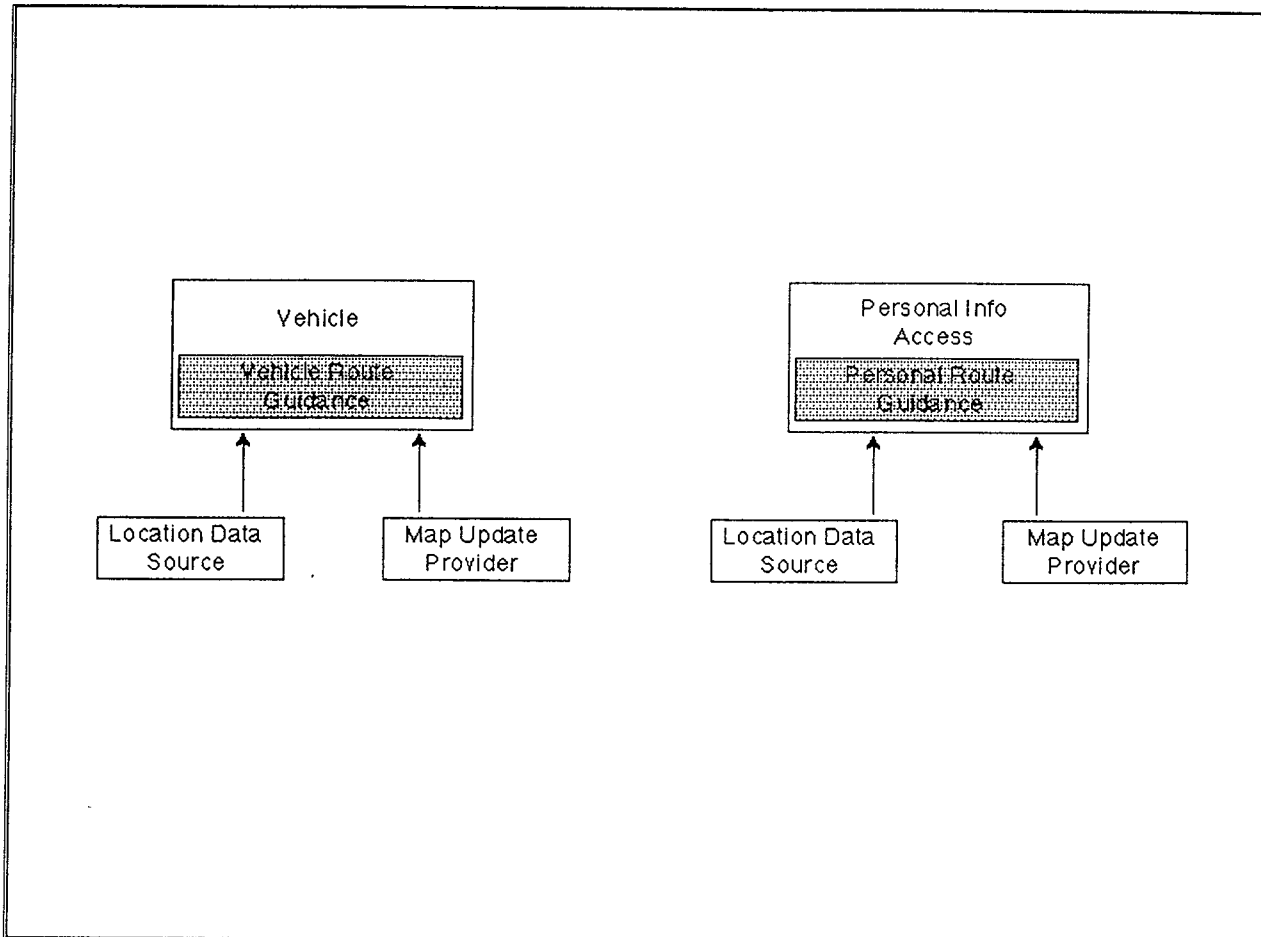 Vehicle
Vehicle Route
Guidance
Location Data
Source
Map Update
Provider
Personal Info
Access
Personal Route
Guidance
Location Data
Source
Map Update
Provider